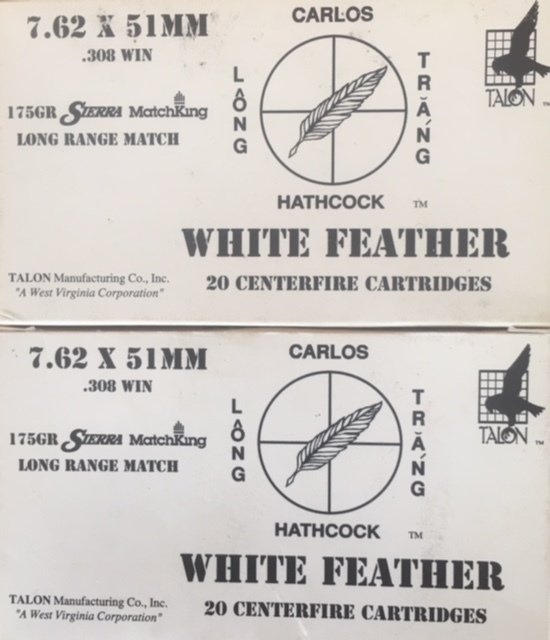 7.62 X 51MM
.308 WIN
175GR SIERRA MatchKing
LONG RANGE MATCH
CARLOS
LÔNG
TRẮNG
HATHCOCK TM
TALON TM
WHITE FEATHER
20 CENTERFIRE CARTRIDGES
TALON Manufacturing Co., Inc.
"A West Virginia Corporation"
7.62 X 51MM
.308 WIN
175GR SIERRA MatchKing
LONG RANGE MATCH
CARLOS
LÔNG
TRẮNG
HATHCOCK TM
TALON TM
WHITE FEATHER
20 CENTERFIRE CARTRIDGES
TALON Manufacturing Co., Inc.
"A West Virginia Corporation"